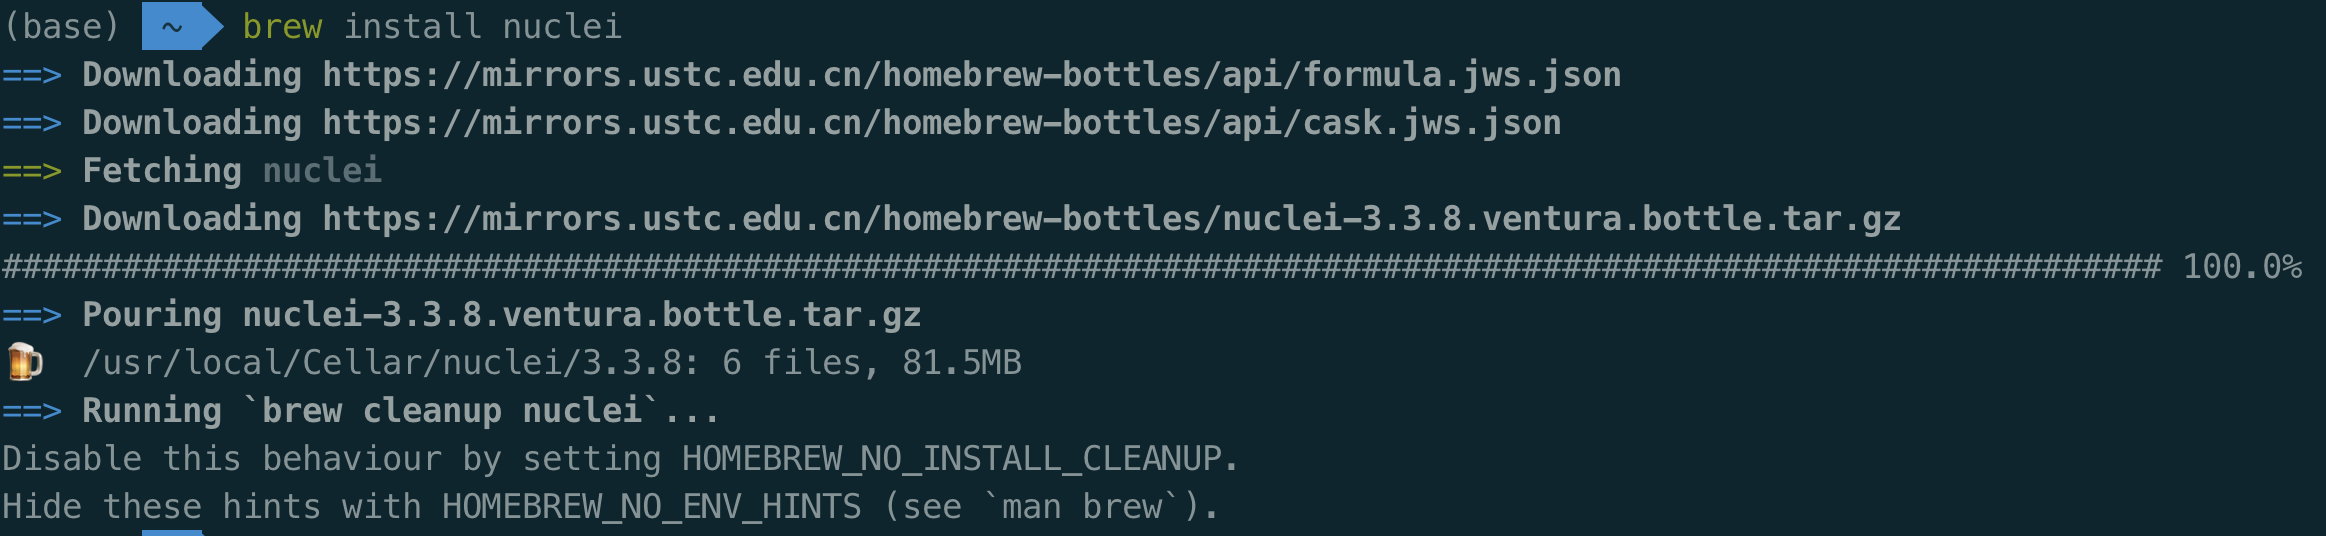 (base) ~ brew install nuclei
==> Downloading https://mirrors.ustc.edu.cn/homebrew-bottles/api/formula.jws.json
==> Downloading https://mirrors.ustc.edu.cn/homebrew-bottles/api/cask.jws.json
==> Fetching nuclei
==> Downloading https://mirrors.ustc.edu.cn/homebrew-bottles/nuclei-3.3.8.ventura.bottle.tar.gz
############################################################################################################ 100.0%
==> Pouring nuclei-3.3.8.ventura.bottle.tar.gz
🍺 /usr/local/Cellar/nuclei/3.3.8: 6 files, 81.5MB
==> Running `brew cleanup nuclei`...
Disable this behaviour by setting HOMEBREW_NO_INSTALL_CLEANUP.
Hide these hints with HOMEBREW_NO_ENV_HINTS (see `man brew`).